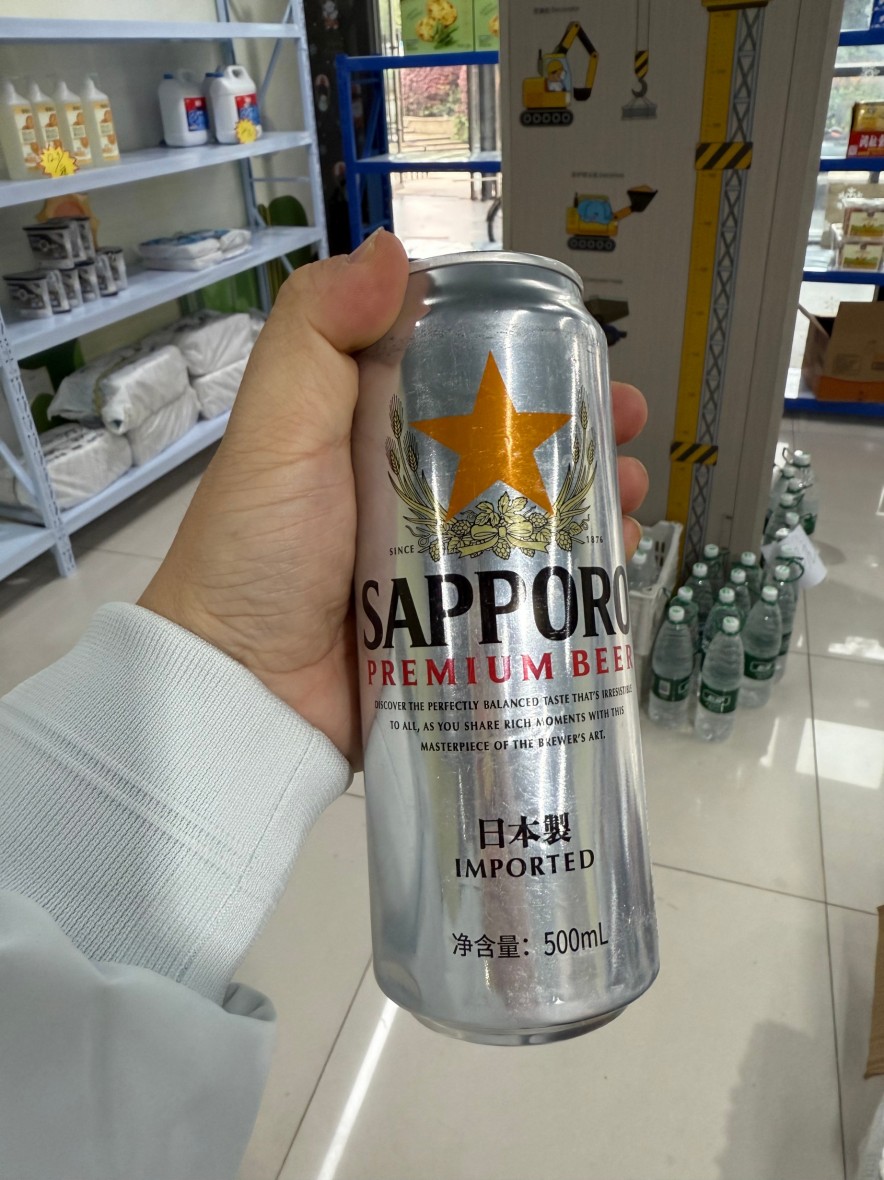 SINCE 1876
SAPPORO
PREMIUM BEER
DISCOVER THE PERFECTLY BALANCED TASTE THAT'S IRRESISTIBLE
TO ALL, AS YOU SHARE RICH MOMENTS WITH THIS
MASTERPIECE OF THE BREWER'S ART.
日本製
IMPORTED
净含量：500mL